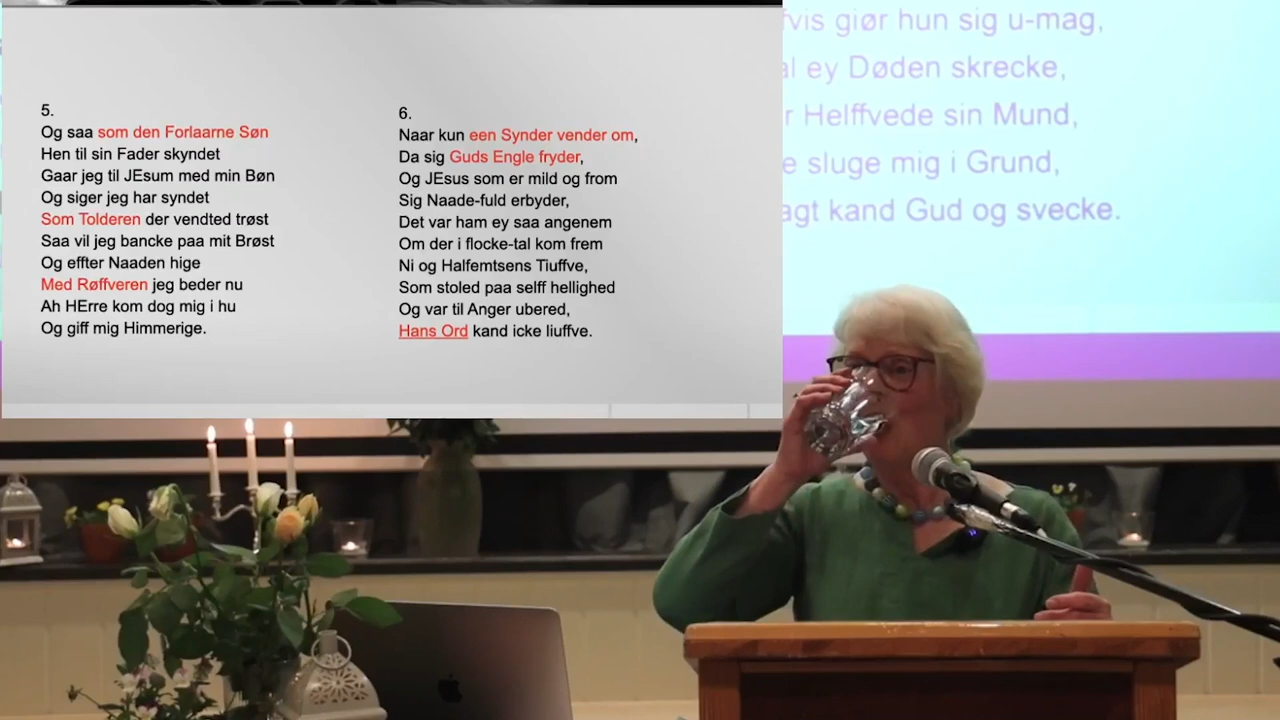 5.
Og saa som den Forlaarne Søn
Hen til sin Fader skyndet
Gaar jeg til JEsum med min Bøn
Og siger jeg har syndet
Som Tolderen der vendted trøst
Saa vil jeg bancke paa mit Brøst
Og effter Naaden hige
Med Røffveren jeg beder nu
Ah HErre kom dog mig i hu
Og giff mig Himmerige.
6.
Naar kun een Synder vender om,
Da sig Guds Engle fryder,
Og JEsus som er mild og from
Sig Naade-fuld erbyder,
Det var ham ey saa angenem
Om der i flocke-tal kom frem
Ni og Halfemtsens Tiuffve,
Som stoled paa selff hellighed
Og var til Anger ubered,
Hans Ord kand icke liuffve.
giør hun sig u-mag,
ey Døden skrecke,
Helffvede sin Mund,
sluge mig i Grund,
kand Gud og svecke.